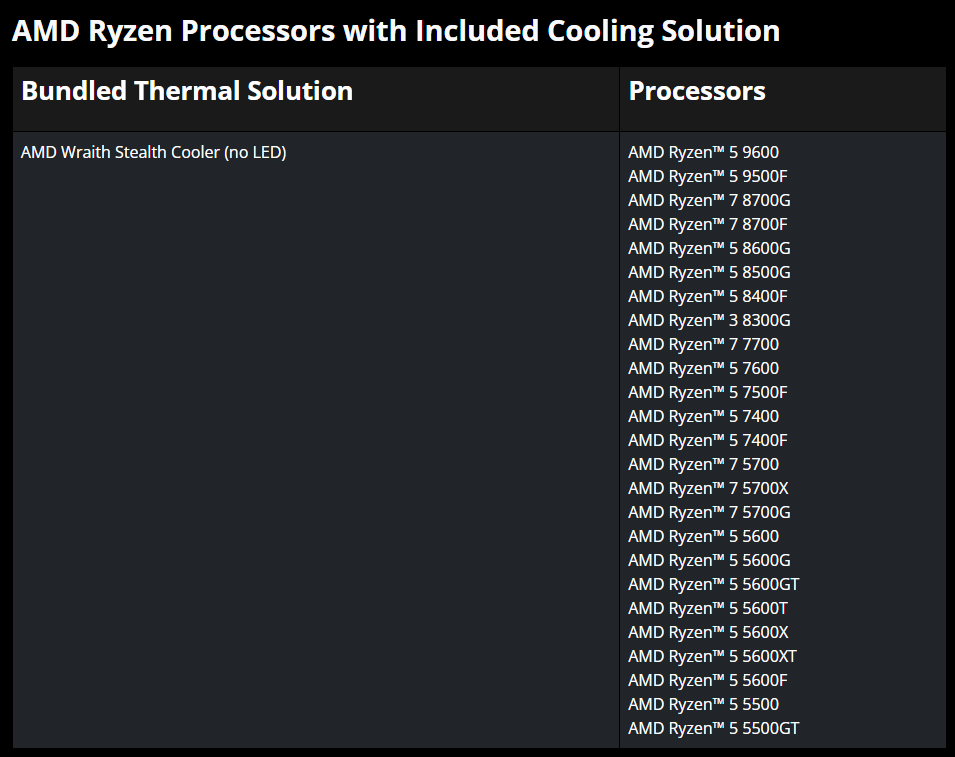 AMD Ryzen Processors with Included Cooling Solution
Bundled Thermal Solution
Processors
AMD Wraith Stealth Cooler (no LED)
AMD Ryzen™ 5 9600
AMD Ryzen™ 5 9500F
AMD Ryzen™ 7 8700G
AMD Ryzen™ 7 8700F
AMD Ryzen™ 5 8600G
AMD Ryzen™ 5 8500G
AMD Ryzen™ 5 8400F
AMD Ryzen™ 3 8300G
AMD Ryzen™ 7 7700
AMD Ryzen™ 5 7600
AMD Ryzen™ 5 7500F
AMD Ryzen™ 5 7400
AMD Ryzen™ 5 7400F
AMD Ryzen™ 7 5700
AMD Ryzen™ 7 5700X
AMD Ryzen™ 7 5700G
AMD Ryzen™ 5 5600
AMD Ryzen™ 5 5600G
AMD Ryzen™ 5 5600GT
AMD Ryzen™ 5 5600T
AMD Ryzen™ 5 5600X
AMD Ryzen™ 5 5600XT
AMD Ryzen™ 5 5600F
AMD Ryzen™ 5 5500
AMD Ryzen™ 5 5500GT